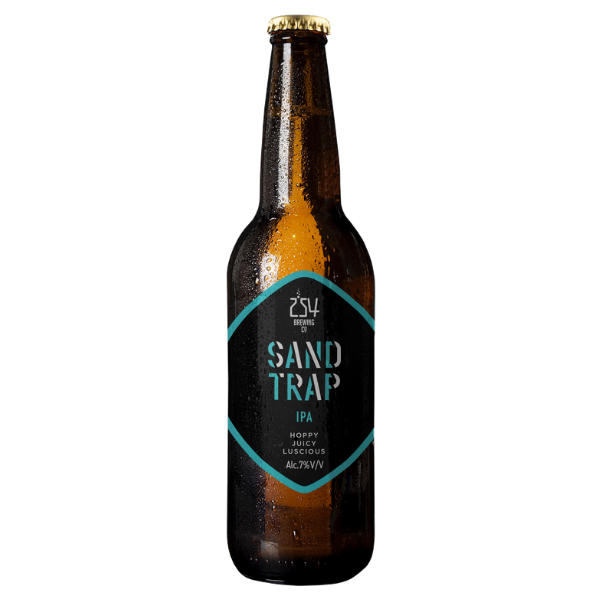 254
BREWING
CO
SAND
TRAP
IPA
HOPPY
JUICY
LUSCIOUS
Alc.7%V/V